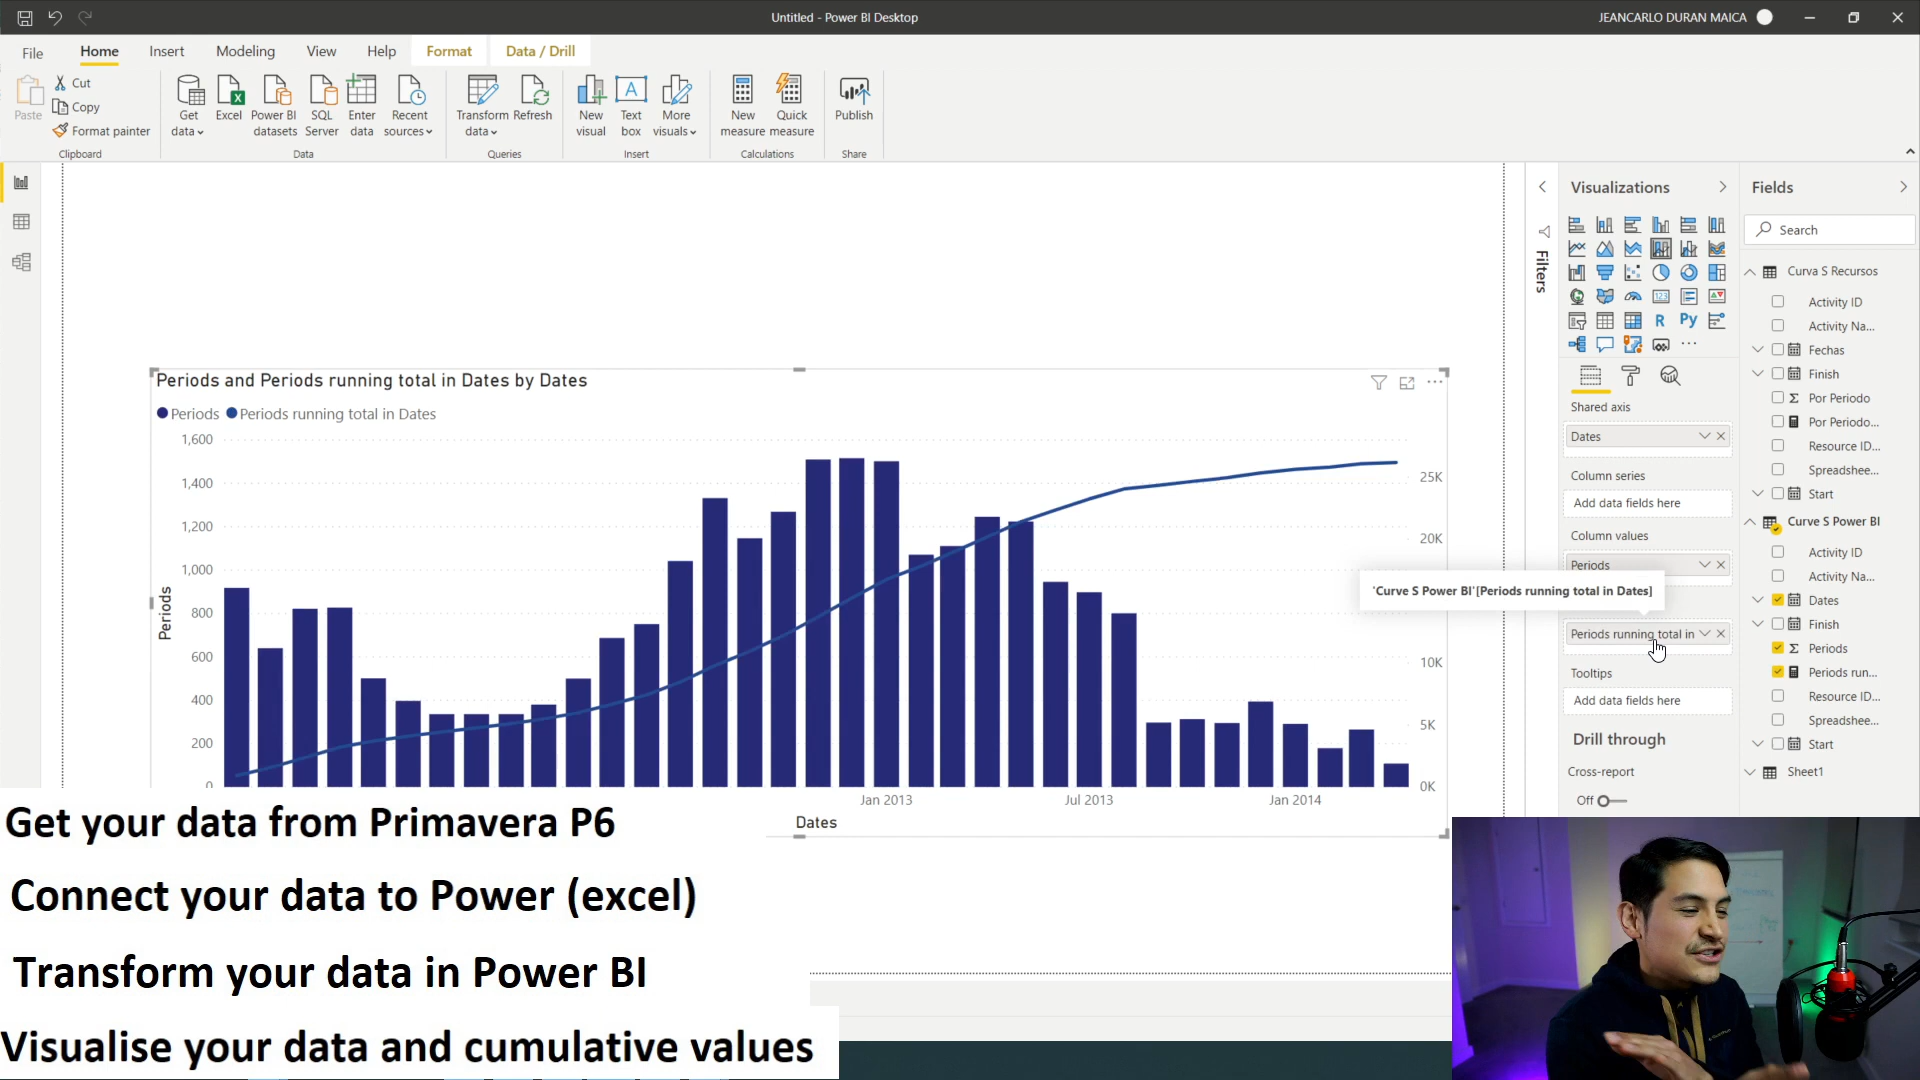 Untitled - Power BI Desktop
JEANCARLO DURAN MAICA
File
Home
Insert
Modeling
View
Help
Format
Data / Drill
Paste
Cut
Copy
Format painter
Clipboard
Get data
Excel
Power BI datasets
SQL Server
Enter data
Recent sources
Data
Transform data
Refresh
Queries
New visual
Text box
More visuals
Insert
New measure
Quick measure
Calculations
Publish
Share
Periods and Periods running total in Dates by Dates
Periods
Periods running total in Dates
1,600
1,400
1,200
1,000
800
600
400
200
0
Periods
25K
20K
10K
5K
0K
Jan 2013
Jul 2013
Jan 2014
Dates
Filters
Visualizations
R
Py
Shared axis
Dates
Column series
Add data fields here
Column values
Periods
'Curve S Power BI'[Periods running total in Dates]
Periods running total in
Tooltips
Add data fields here
Drill through
Cross-report
Off
Fields
Search
Curva S Recursos
Activity ID
Activity Na...
Fechas
Finish
Por Periodo
Por Periodo...
Resource ID...
Spreadshee...
Start
Curve S Power BI
Activity ID
Activity Na...
Dates
Finish
Periods
Periods run...
Resource ID...
Spreadshee...
Start
Sheet1
Get your data from Primavera P6
Connect your data to Power (excel)
Transform your data in Power BI
Visualise your data and cumulative values